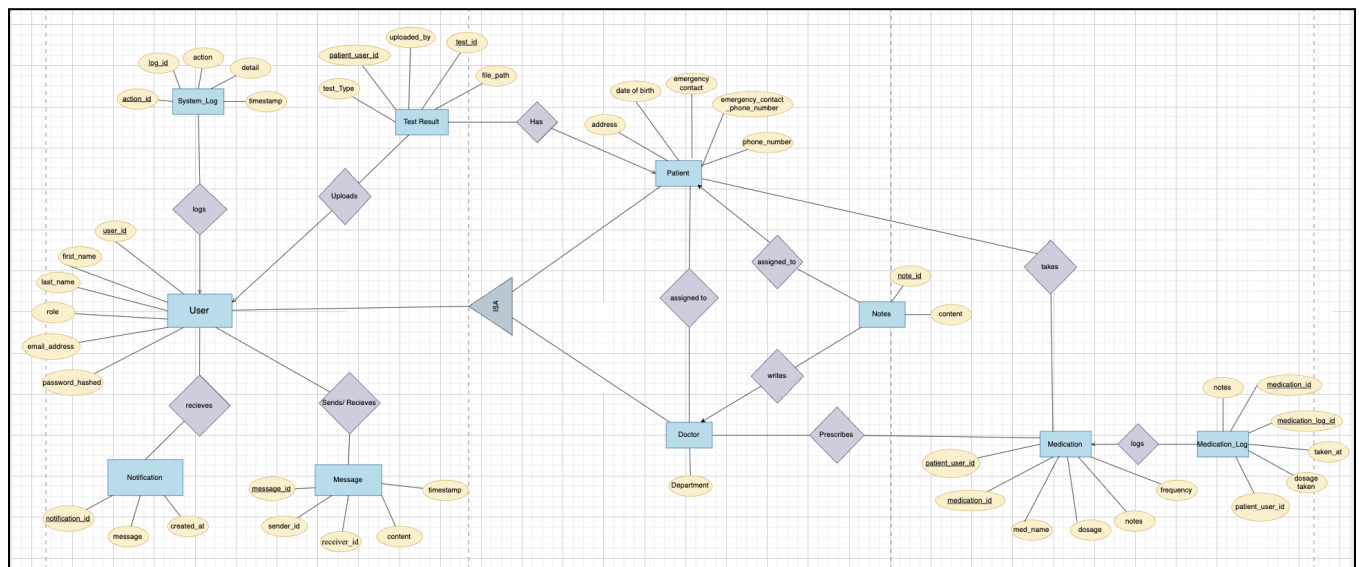 uploaded_by
test_id
patient_user_id
action
log_id
detail
file_path
emergency
contact
test_Type
date of birth
emergency_contact
_phone_number
action_id
System_Log
timestamp
Test Result
Has
address
phone_number
Patient
Uploads
logs
user_id
first_name
assigned_to
takes
note_id
last_name
User
ISA
assigned to
Notes
content
role
email_address
password_hashed
writes
recieves
Sends/ Recieves
notes
medication_id
medication_log_id
Doctor
Prescribes
Medication
logs
Medication_Log
taken_at
patient_user_id
Notification
Message
message_id
timestamp
Department
frequency
dosage
taken
medication_id
patient_user_id
notification_id
message
created_at
sender_id
receiver_id
content
med_name
dosage
notes